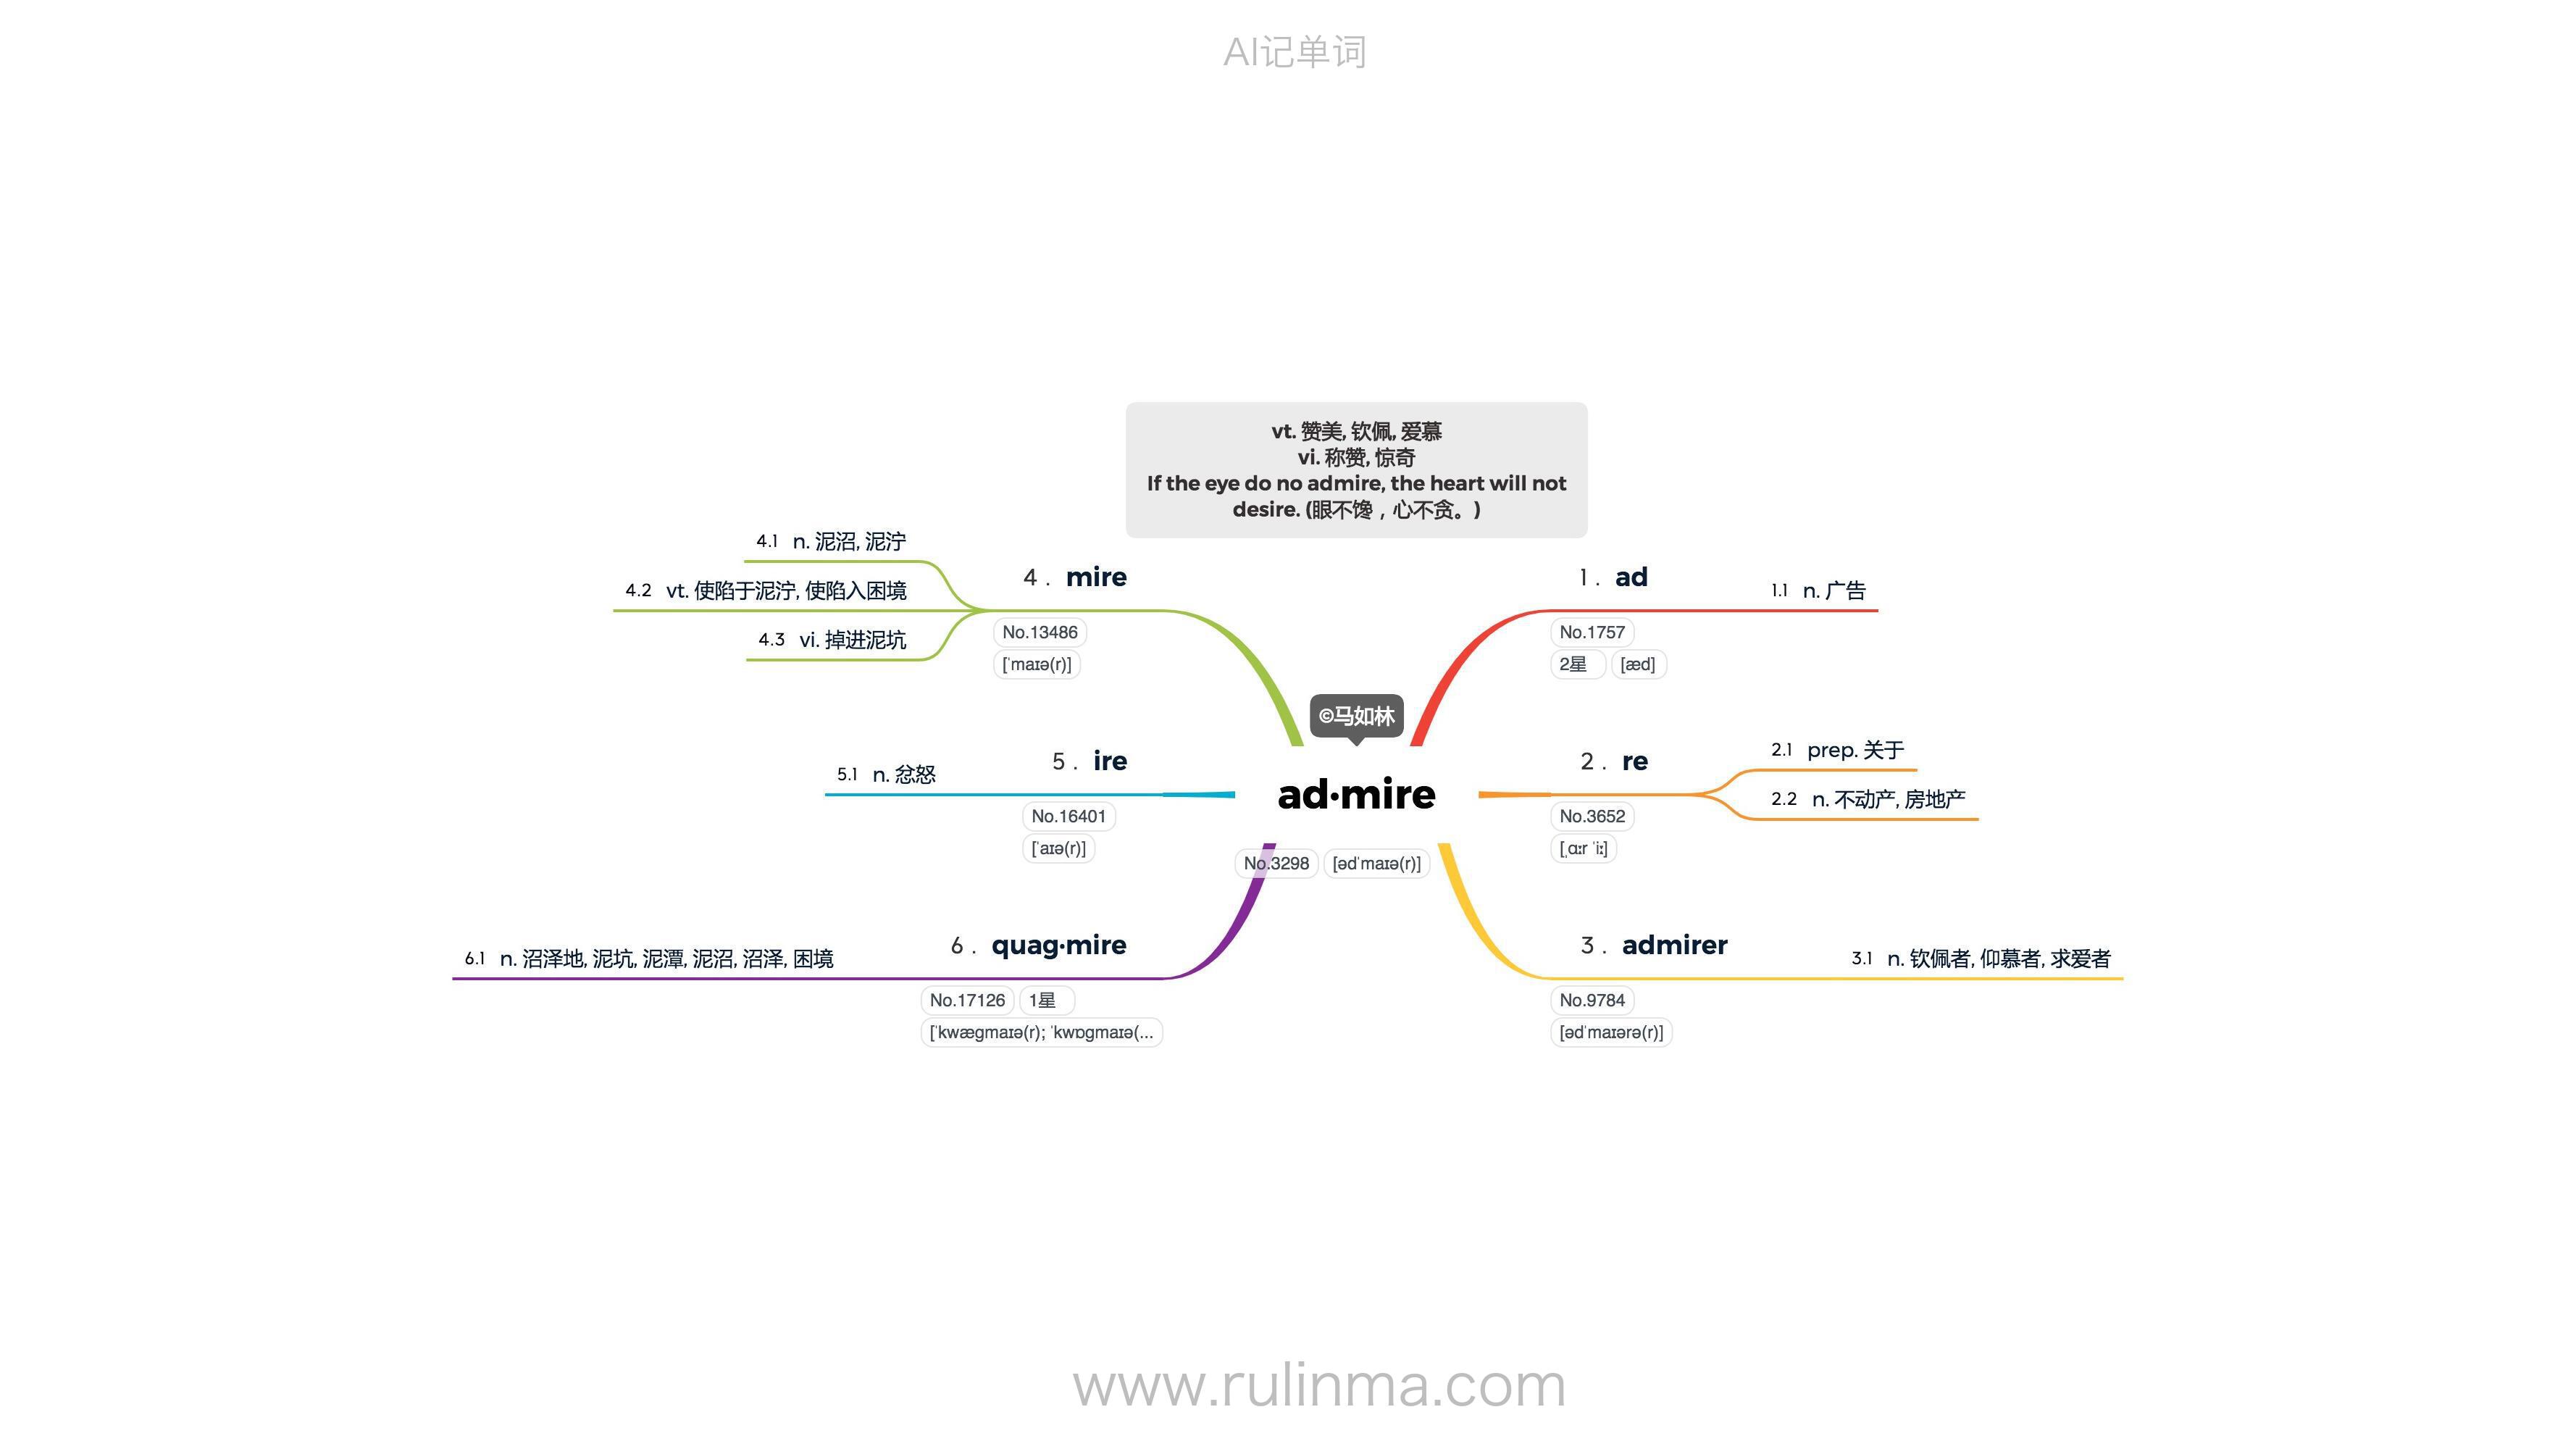 AI记单词
vt. 赞美, 钦佩, 爱慕
vi. 称赞, 惊奇
If the eye do no admire, the heart will not
desire. (眼不馋，心不贪。)
©马如林
ad·mire
No.3298 [ədˈmaɪə(r)]
1 . ad
No.1757
2星 [æd]
1.1 n. 广告
2 . re
No.3652
[ˌɑːr ˈiː]
2.1 prep. 关于
2.2 n. 不动产, 房地产
3 . admirer
No.9784
[ədˈmaɪərə(r)]
3.1 n. 钦佩者, 仰慕者, 求爱者
4 . mire
No.13486
[ˈmaɪə(r)]
4.1 n. 泥沼, 泥泞
4.2 vt. 使陷于泥泞, 使陷入困境
4.3 vi. 掉进泥坑
5 . ire
No.16401
[ˈaɪə(r)]
5.1 n. 忿怒
6 . quag·mire
No.17126 1星
[ˈkwæɡmaɪə(r); ˈkwɒɡmaɪə(...
6.1 n. 沼泽地, 泥坑, 泥潭, 泥沼, 沼泽, 困境
www.rulinma.com